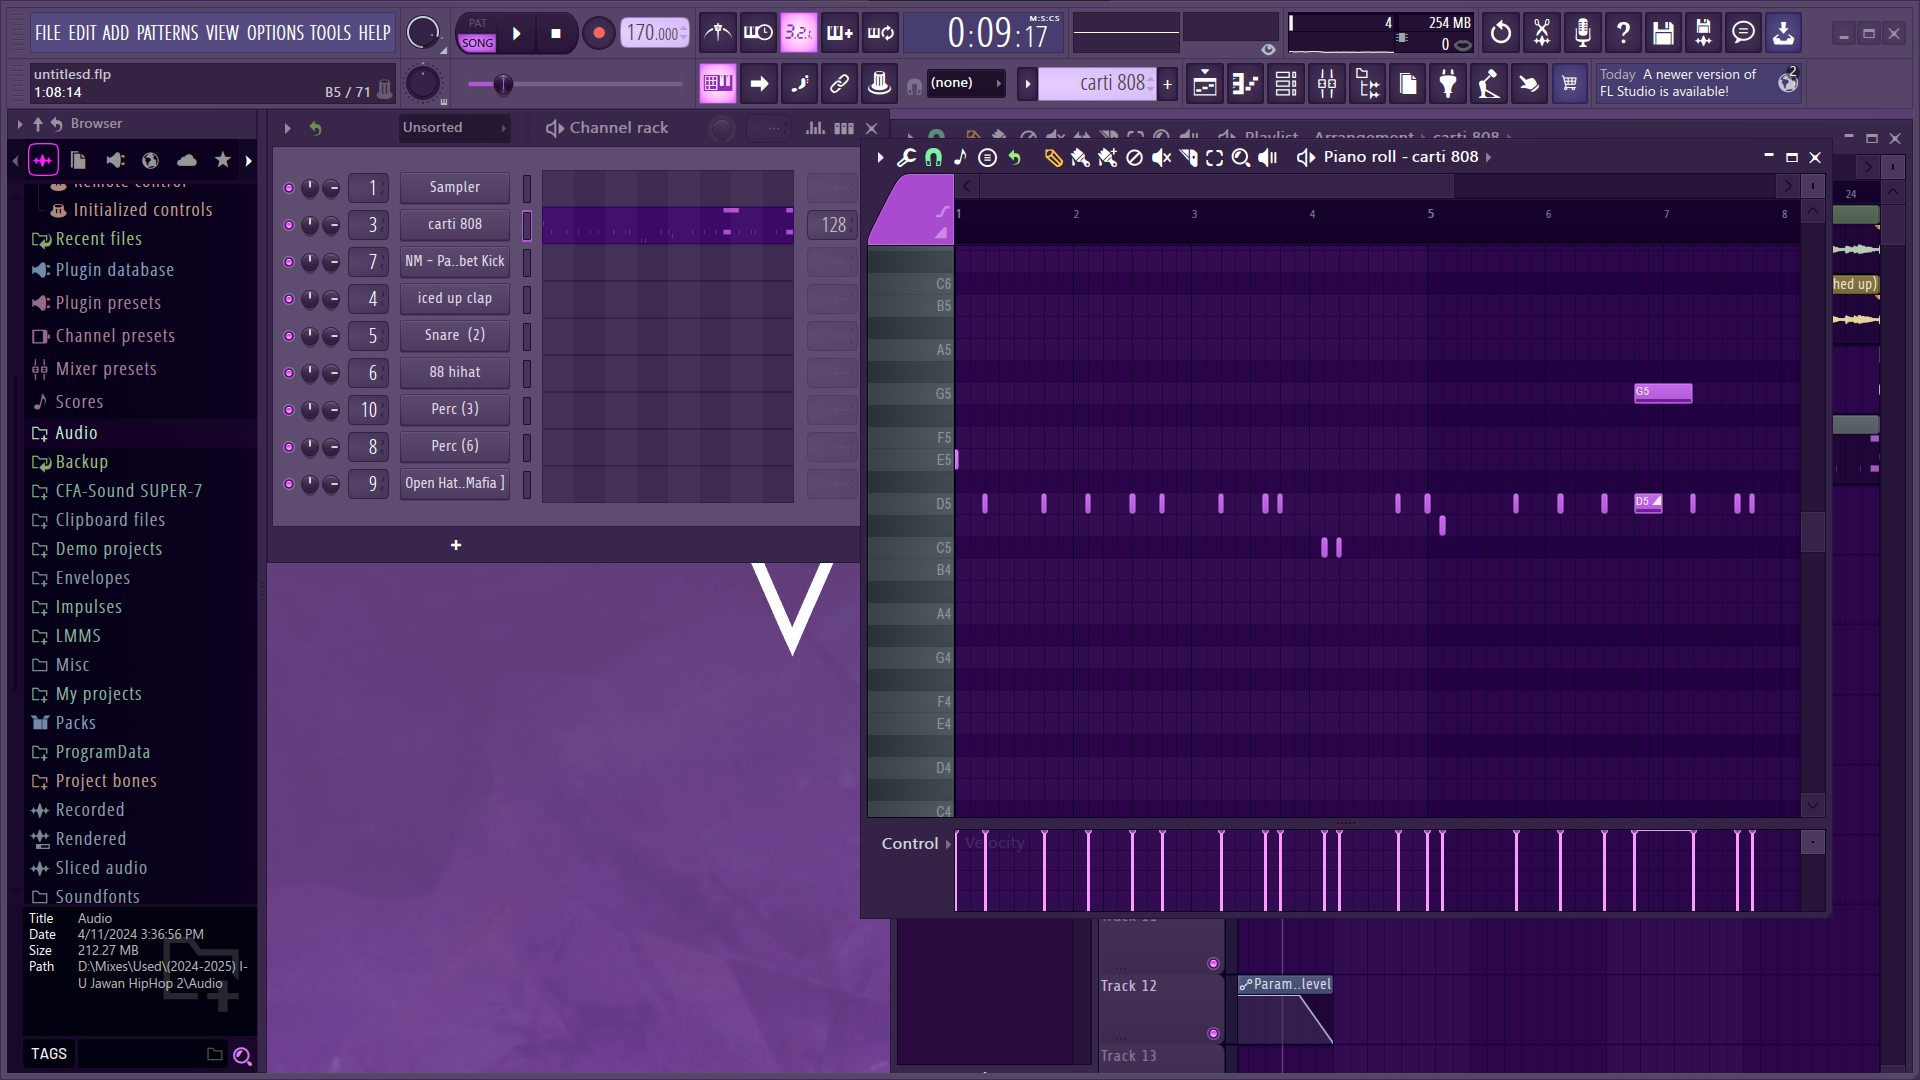 FILE EDIT ADD PATTERNS VIEW OPTIONS TOOLS HELP
PAT
SONG
170.000
3.2.1
0:09:17
M:S:CS
4
254 MB
0
untitlesd.flp
1:08:14
B5 / 71
(none)
carti 808
+
Today A newer version of
FL Studio is available!
2
Browser
Unsorted
Channel rack
Playlist - Arrangement
carti 808
Piano roll - carti 808
Remote control
Initialized controls
Recent files
Plugin database
Plugin presets
Channel presets
Mixer presets
Scores
Audio
Backup
CFA-Sound SUPER-7
Clipboard files
Demo projects
Envelopes
Impulses
LMMS
Misc
My projects
Packs
ProgramData
Project bones
Recorded
Rendered
Sliced audio
Soundfonts
Title Audio
Date 4/11/2024 3:36:56 PM
Size 212.27 MB
Path D:\Mixes\Used\(2024-2025) I-
U Jawan HipHop 2\Audio
TAGS
1 Sampler
3 carti 808 128
7 NM - Pa..bet Kick
4 iced up clap
5 Snare (2)
6 88 hihat
10 Perc (3)
8 Perc (6)
9 Open Hat..Mafia ]
+
1 2 3 4 5 6 7 8
24
hed up)
C6
B5
A5
G5
G5
F5
E5
D5
D5
C5
B4
A4
G4
F4
E4
D4
C4
Control
Velocity
Track 11
Track 12
Param..level
Track 13